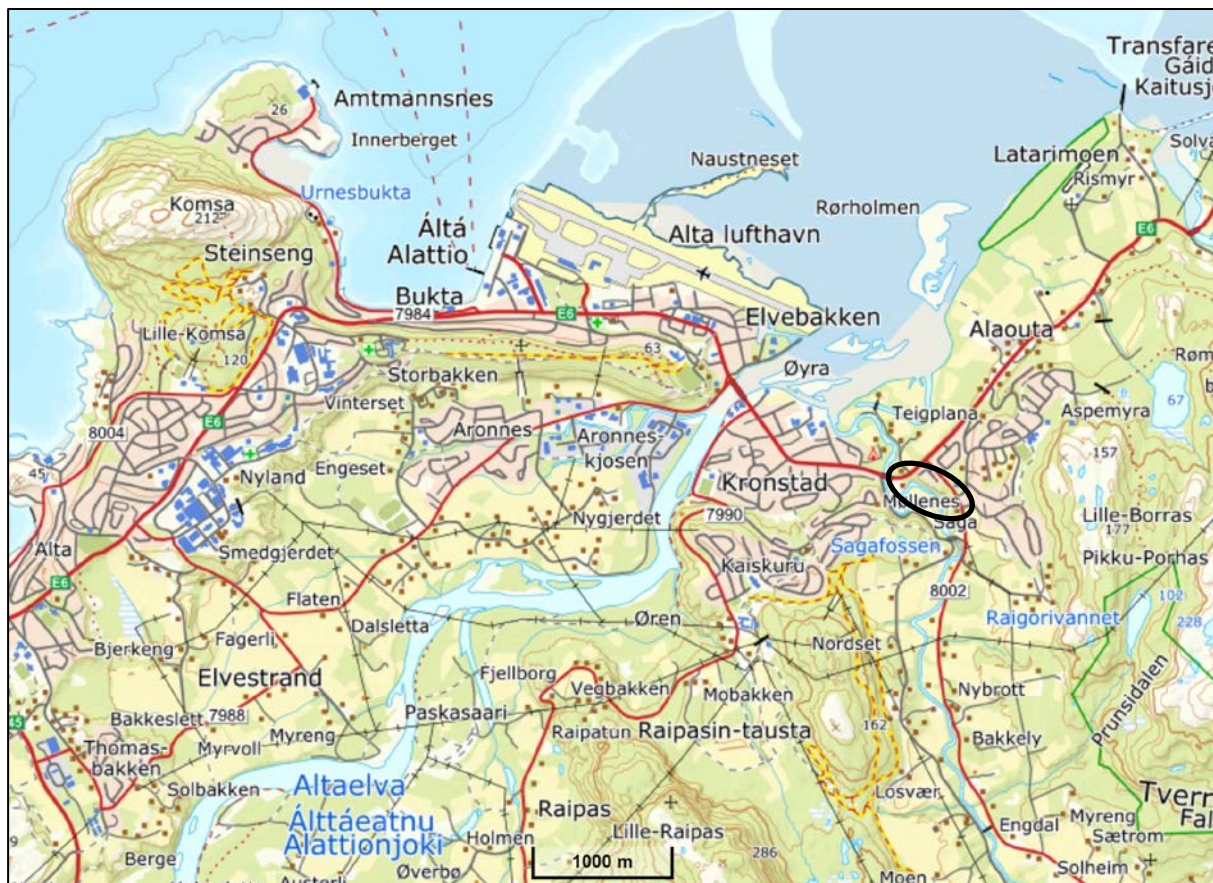 Transfare
Gáid
Kaitusjo
Amtmannsnes
26
Innerberget
Naustneset
Latarimoen
Solvå
Rismyr
Urnesbukta
Komsa
212
Rørholmen
Áltá
Alattio
Alta lufthavn
E6
Steinseng
Bukta
7984
E6
Elvebakken
Alaouta
Lille-Komsa
120
63
Storbakken
Øyra
Røm
Vinterset
Teigplana
Aspemyra
67
8004
E6
Aronnes
Aronnes-
kjosen
45
Engeset
157
Nyland
Kronstad
Møllenes
Lille-Borras
177
Nygjerdet
7990
Saga
Alta
Smedgjerdet
Sagafossen
Pikku-Porhas
E6
Kaiskuru
8002
102
Flaten
Raigorivannet
228
Dalsletta
Øren
Bjerkeng
Fagerli
Nordset
Elvestrand
Fjellborg
Prunsidalen
Vegbakken
Mobakken
Nybrott
Bakkeslett
7988
Paskasaari
162
45
Myrvoll
Myreng
Raipatun
Raipasin-tausta
Bakkely
Thomas-
bakken
Solbakken
Altaelva
Losvær
Tverr
Álttáeatnu
Raipas
Engdal
Myreng
Fal
Alattionjoki
Holmen
Lille-Raipas
Sætrom
Berge
1000 m
286
Solheim
Øverbø
Moen